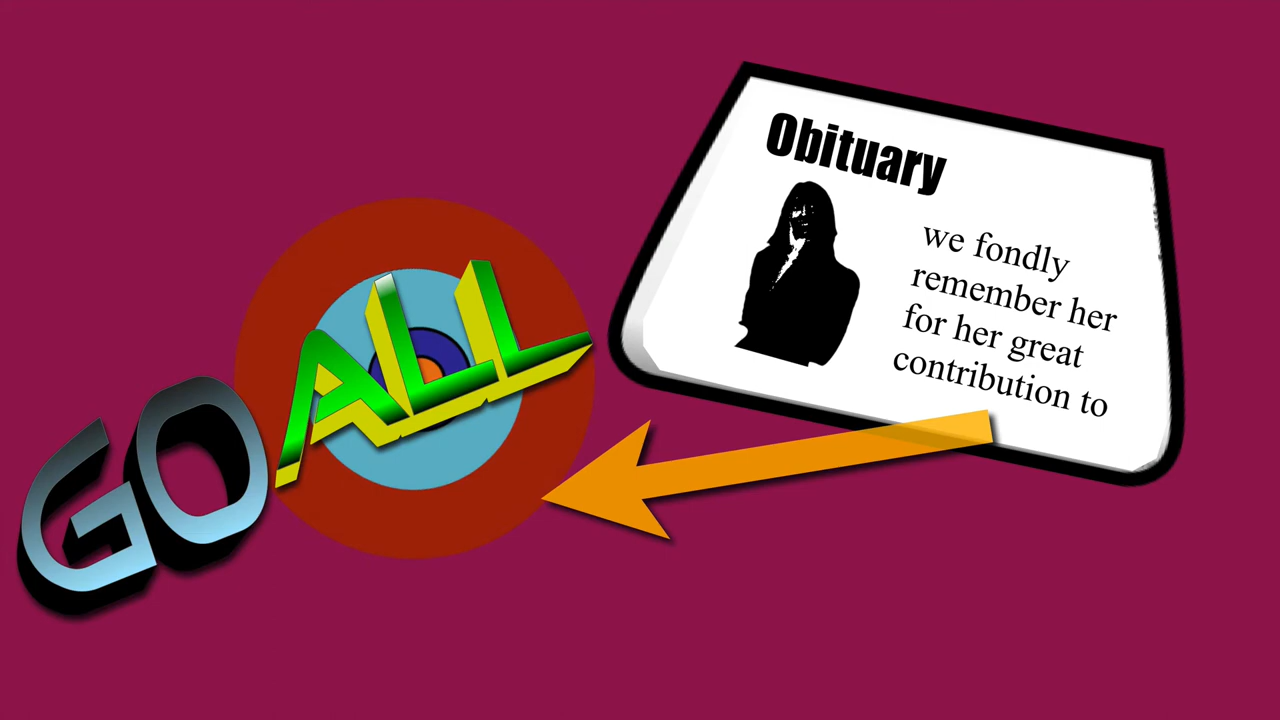 GOALL
Obituary
we fondly
remember her
for her great
contribution to